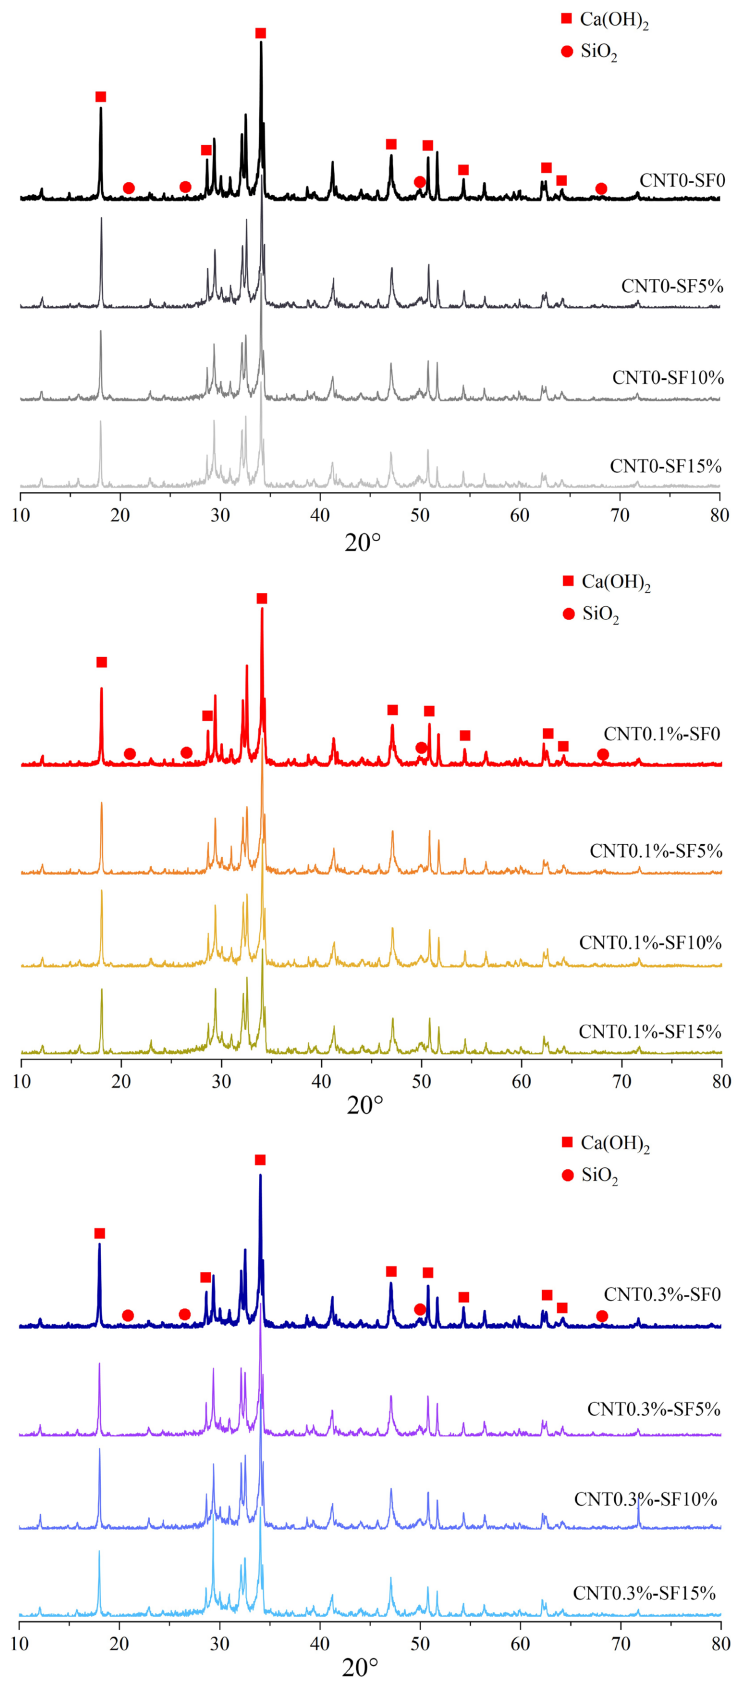 Ca(OH)₂
SiO₂
CNT0-SF0
CNT0-SF5%
CNT0-SF10%
CNT0-SF15%
10 20 30 40 50 60 70 80
20°
Ca(OH)₂
SiO₂
CNT0.1%-SF0
CNT0.1%-SF5%
CNT0.1%-SF10%
CNT0.1%-SF15%
10 20 30 40 50 60 70 80
20°
Ca(OH)₂
SiO₂
CNT0.3%-SF0
CNT0.3%-SF5%
CNT0.3%-SF10%
CNT0.3%-SF15%
10 20 30 40 50 60 70 80
20°